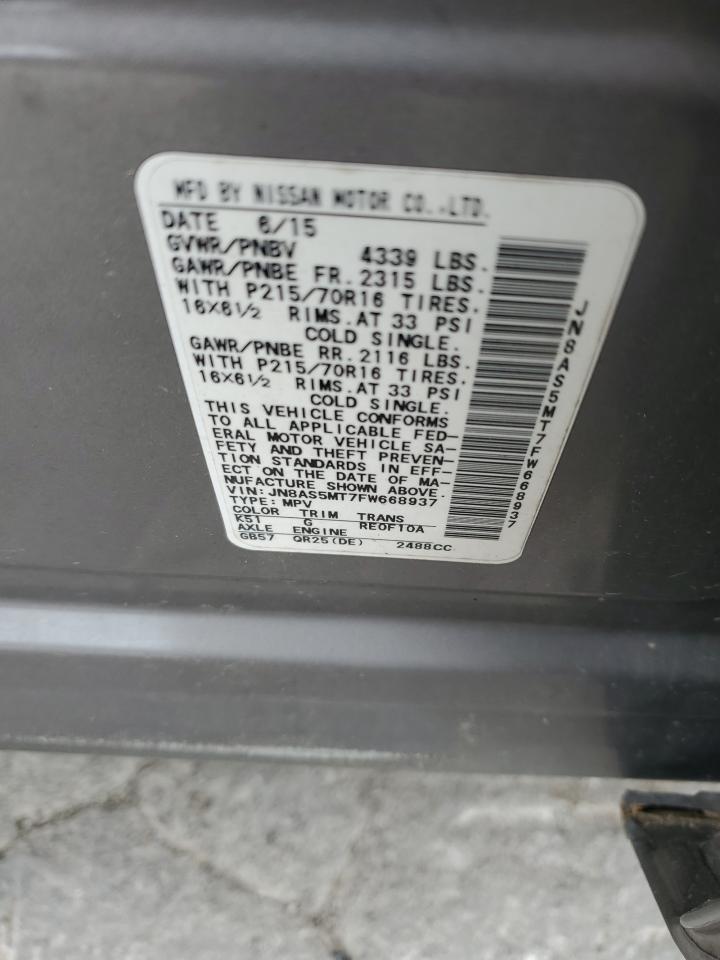 MFD BY NISSAN MOTOR CO.,LTD.
DATE 6/15
GVWR/PNBV 4339 LBS.
GAWR/PNBE FR. 2315 LBS.
WITH P215/70R16 TIRES.
16X6½ RIMS.AT 33 PSI
COLD SINGLE.
GAWR/PNBE RR. 2116 LBS.
WITH P215/70R16 TIRES.
16X6½ RIMS.AT 33 PSI
COLD SINGLE.
THIS VEHICLE CONFORMS
TO ALL APPLICABLE FED-
ERAL MOTOR VEHICLE SA-
FETY AND THEFT PREVEN-
TION STANDARDS IN EFF-
ECT ON THE DATE OF MA-
NUFACTURE SHOWN ABOVE.
VIN: JN8AS5MT7FW668937
TYPE: MPV
COLOR TRIM TRANS
K51 G RE0F10A
AXLE ENGINE
GB57 QR25(DE) 2488CC
JN8AS5MT7FW668937